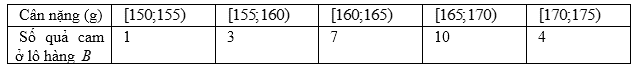 Cân nặng (g) [150;155) [155;160) [160;165) [165;170) [170;175)
Số quả cam ở lô hàng B 1 3 7 10 4